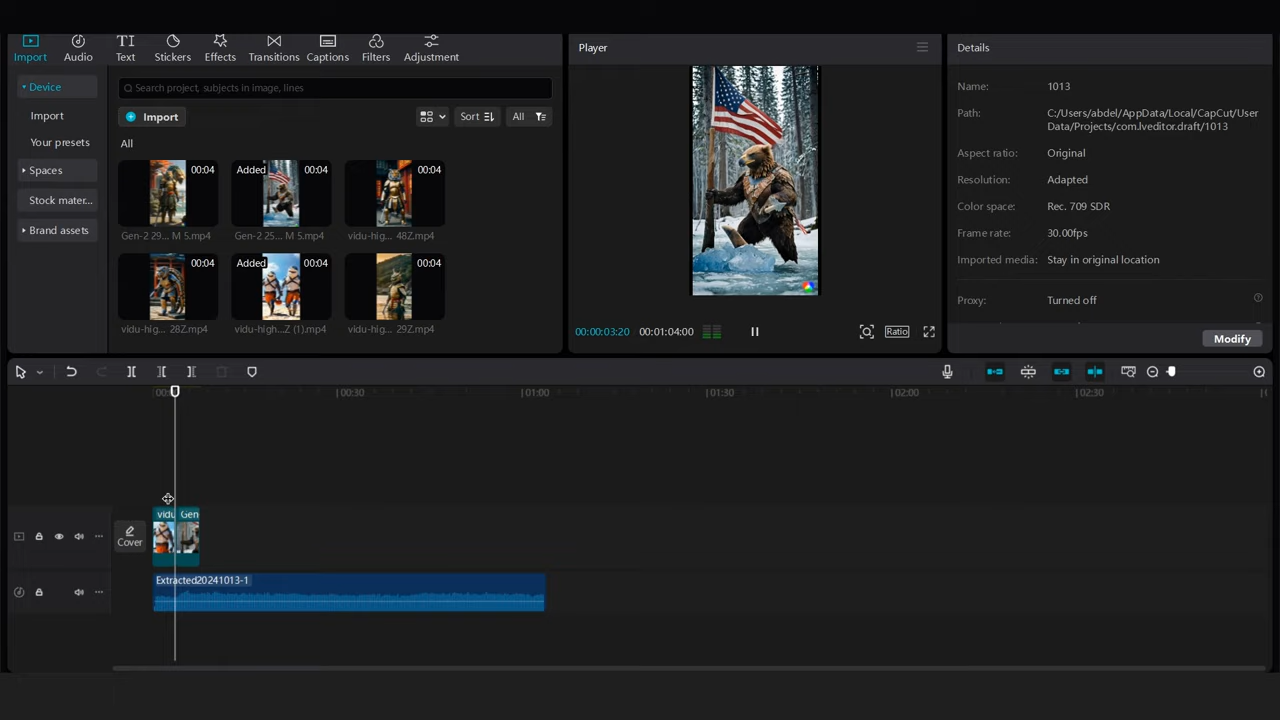 Import
Audio
Text
Stickers
Effects
Transitions
Captions
Filters
Adjustment
Device
Import
Your presets
Spaces
Stock mater...
Brand assets
Search project, subjects in image, lines
Import
Sort
All
All
00:04
Added 00:04
00:04
Gen-2 29... M 5.mp4
Gen-2 25... M 5.mp4
vidu-hig... 48Z.mp4
00:04
Added 00:04
00:04
vidu-hig... 28Z.mp4
vidu-high...Z (1).mp4
vidu-hig... 29Z.mp4
Player
00:00:03:20
00:01:04:00
Ratio
Details
Name: 1013
Path: C:/Users/abdel/AppData/Local/CapCut/User
Data/Projects/com.lveditor.draft/1013
Aspect ratio: Original
Resolution: Adapted
Color space: Rec. 709 SDR
Frame rate: 30.00fps
Imported media: Stay in original location
Proxy: Turned off
Modify
00:30
01:00
01:30
02:00
02:30
Cover
vidu
Gen-
Extracted20241013-1